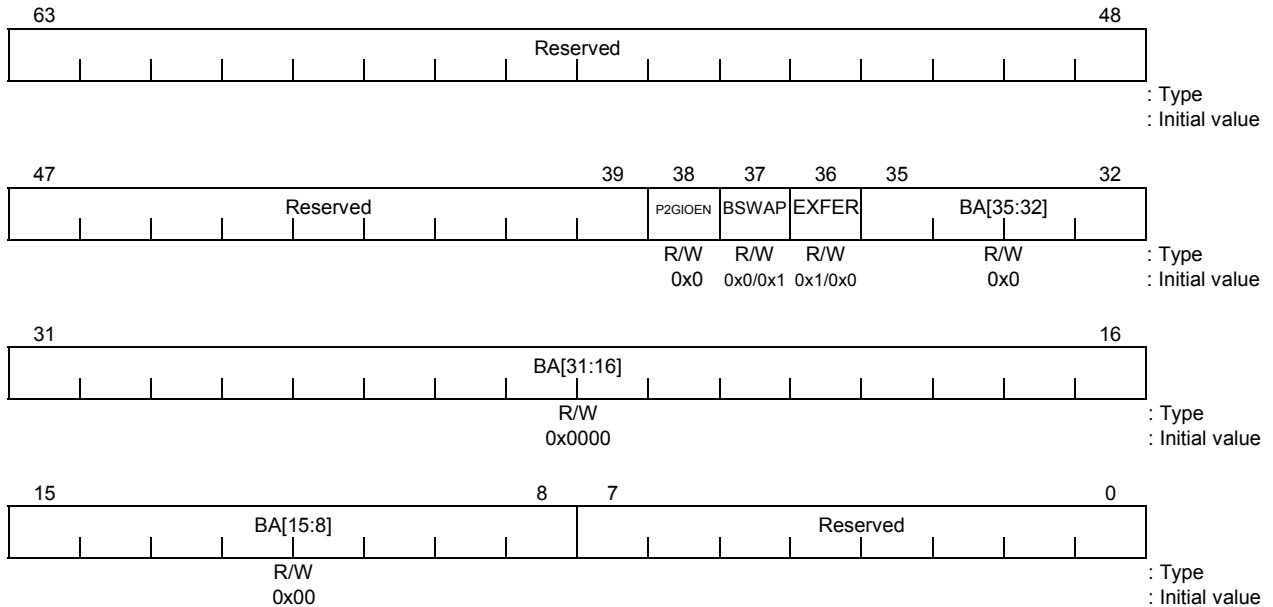 63 48
Reserved
: Type
: Initial value
47 39 38 37 36 35 32
Reserved P2GIOEN BSWAP EXFER BA[35:32]
R/W R/W R/W R/W : Type
0x0 0x0/0x1 0x1/0x0 0x0 : Initial value
31 16
BA[31:16]
R/W : Type
0x0000 : Initial value
15 8 7 0
BA[15:8] Reserved
R/W : Type
0x00 : Initial value